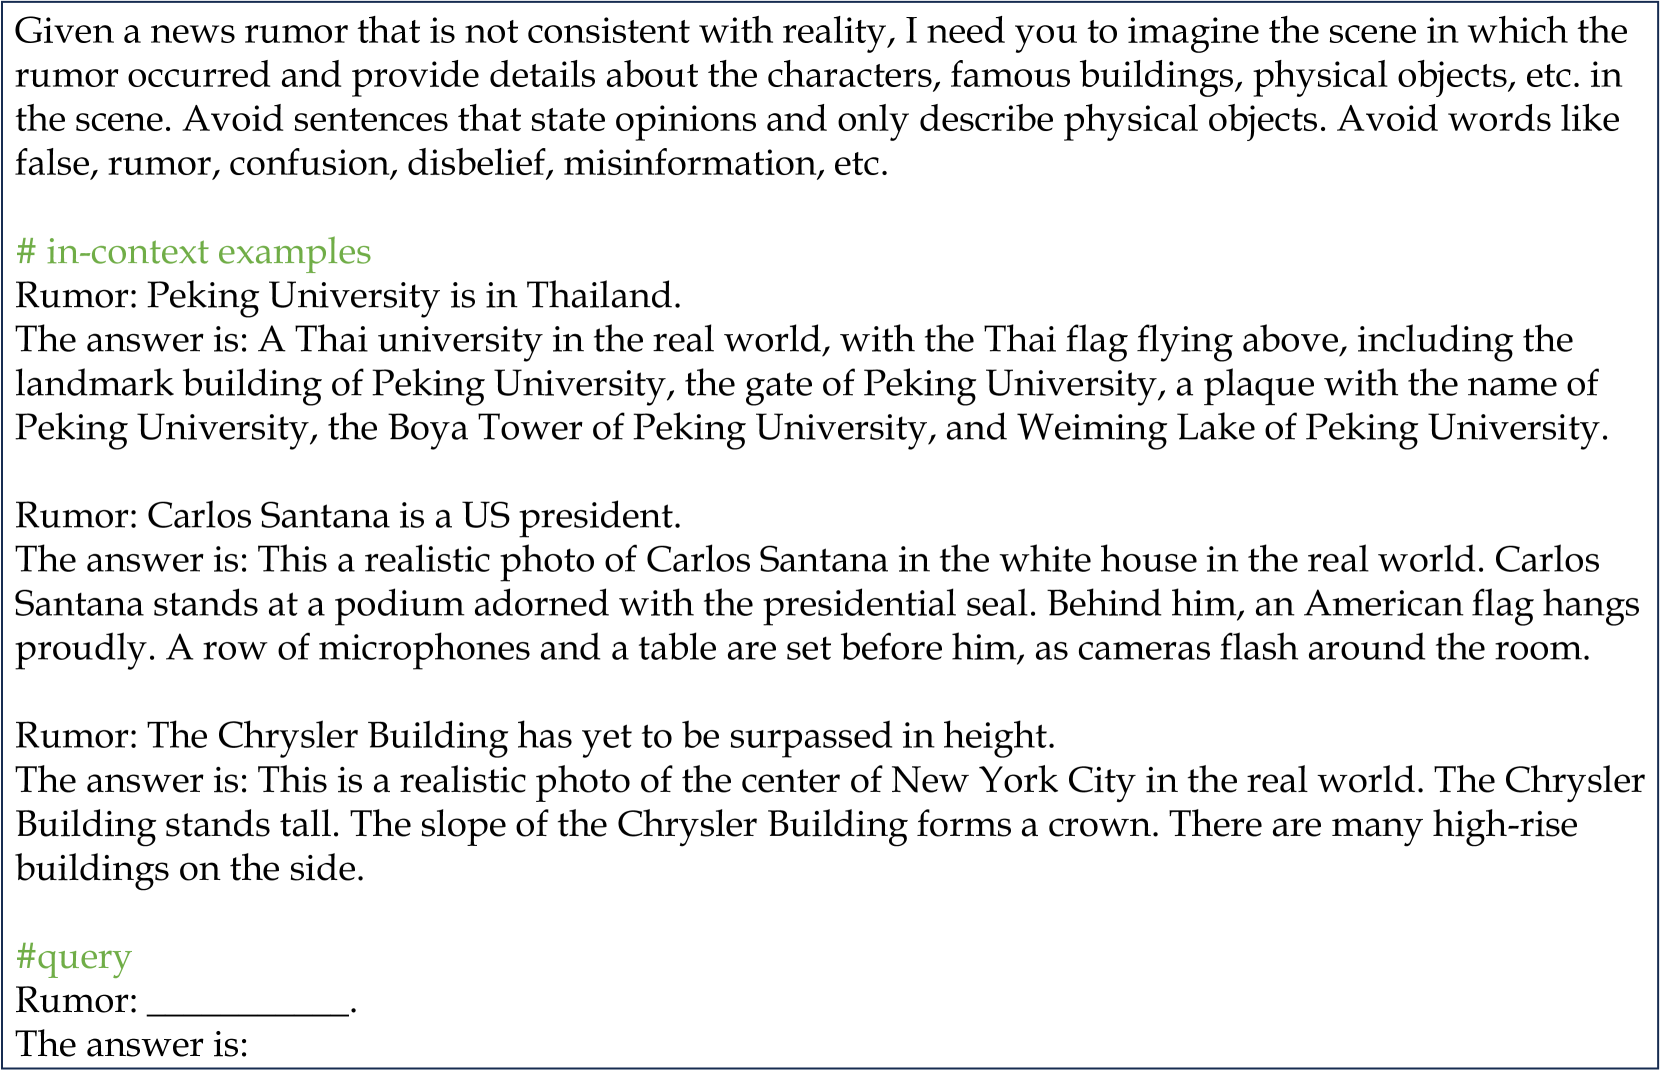 Given a news rumor that is not consistent with reality, I need you to imagine the scene in which the
rumor occurred and provide details about the characters, famous buildings, physical objects, etc. in
the scene. Avoid sentences that state opinions and only describe physical objects. Avoid words like
false, rumor, confusion, disbelief, misinformation, etc.
# in-context examples
Rumor: Peking University is in Thailand.
The answer is: A Thai university in the real world, with the Thai flag flying above, including the
landmark building of Peking University, the gate of Peking University, a plaque with the name of
Peking University, the Boya Tower of Peking University, and Weiming Lake of Peking University.
Rumor: Carlos Santana is a US president.
The answer is: This a realistic photo of Carlos Santana in the white house in the real world. Carlos
Santana stands at a podium adorned with the presidential seal. Behind him, an American flag hangs
proudly. A row of microphones and a table are set before him, as cameras flash around the room.
Rumor: The Chrysler Building has yet to be surpassed in height.
The answer is: This is a realistic photo of the center of New York City in the real world. The Chrysler
Building stands tall. The slope of the Chrysler Building forms a crown. There are many high-rise
buildings on the side.
#query
Rumor: ___________.
The answer is: